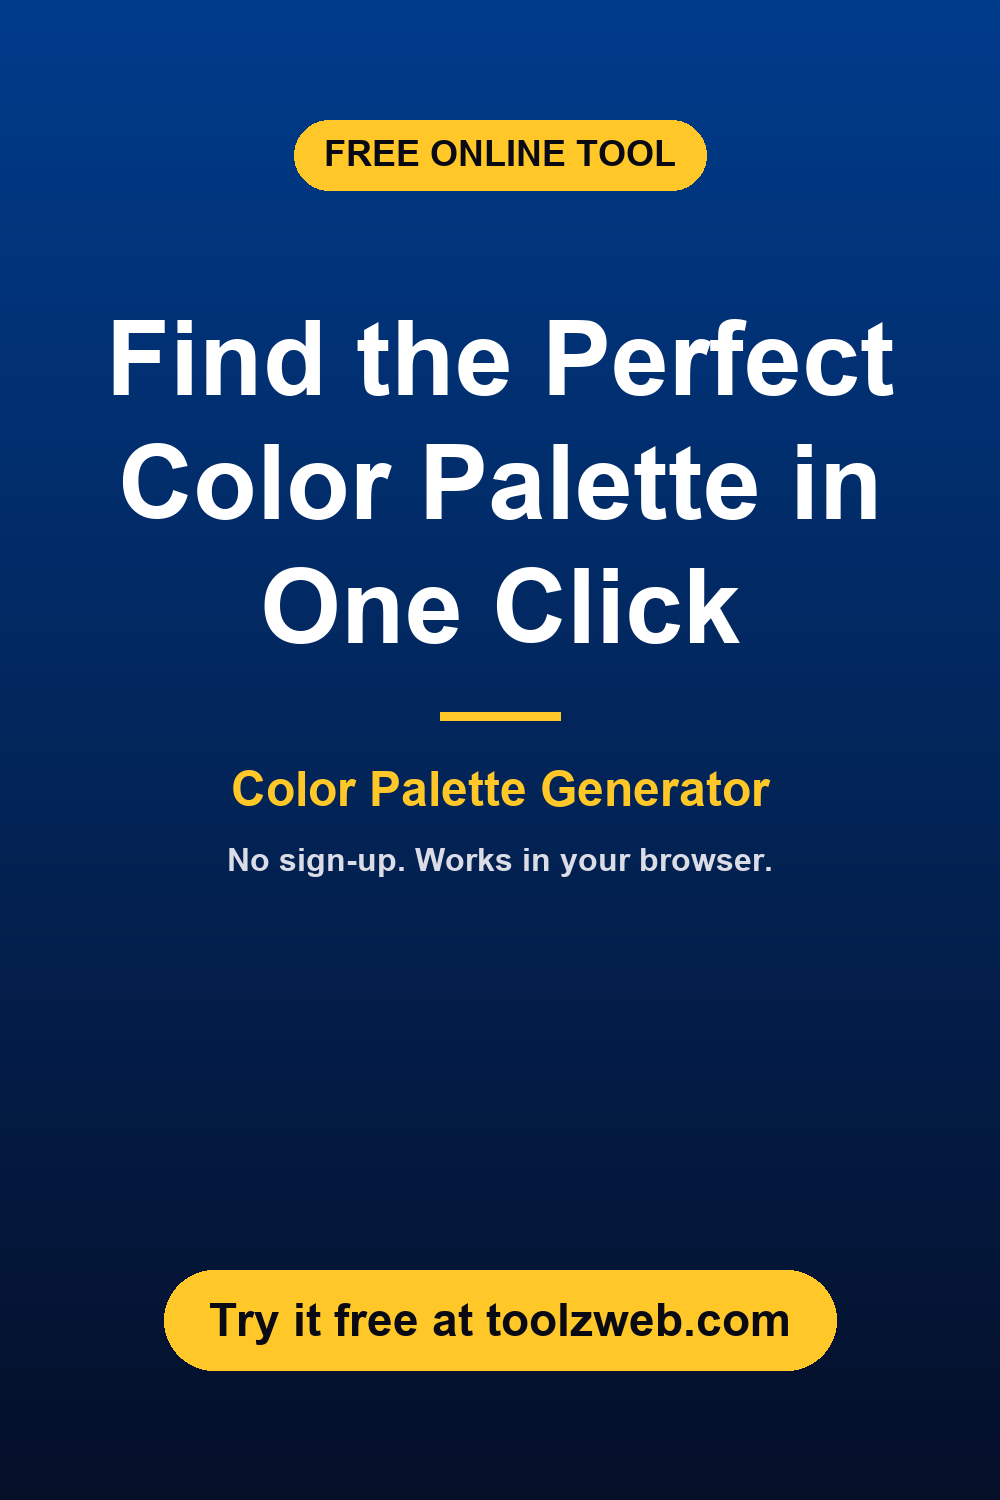 FREE ONLINE TOOL
Find the Perfect
Color Palette in
One Click
Color Palette Generator
No sign-up. Works in your browser.
Try it free at toolzweb.com